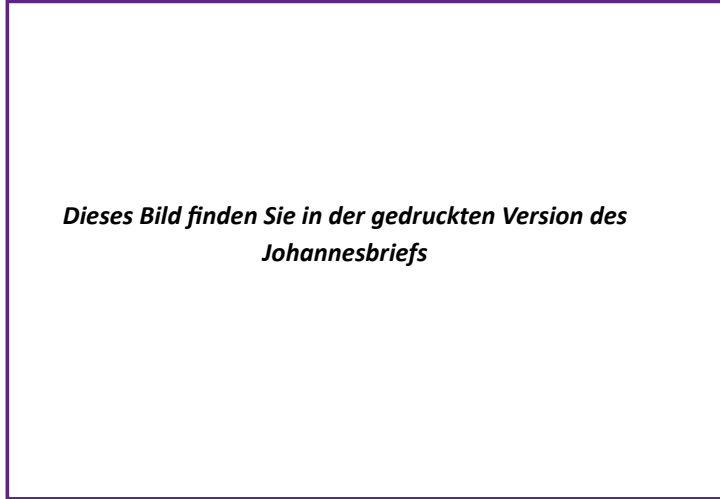 Dieses Bild finden Sie in der gedruckten Version des
Johannesbriefs